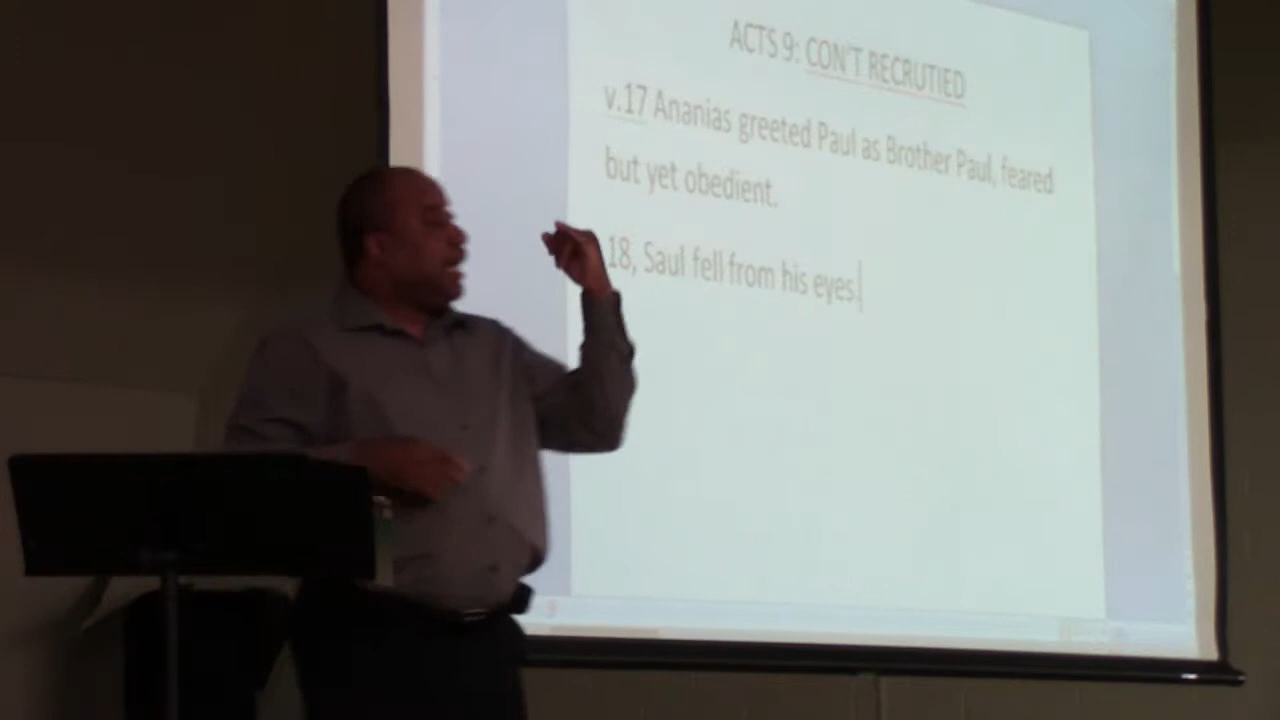 ACTS 9: CON'T RECRUTIED
v.17 Ananias greeted Paul as Brother Paul, feared
but yet obedient.
18, Saul fell from his eyes.